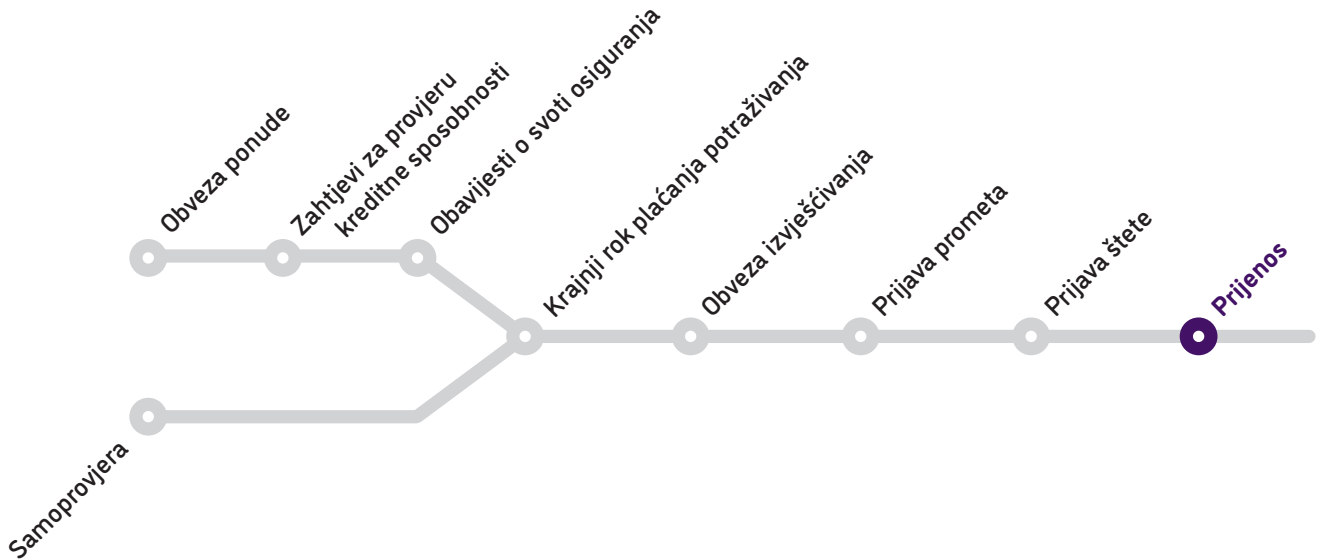 Obveza ponude
Zahtjevi za provjeru
kreditne sposobnosti
Obavijesti o svoti osiguranja
Krajnji rok plaćanja potraživanja
Obveza izvješćivanja
Prijava prometa
Prijava štete
Prijenos
Samoprovjera